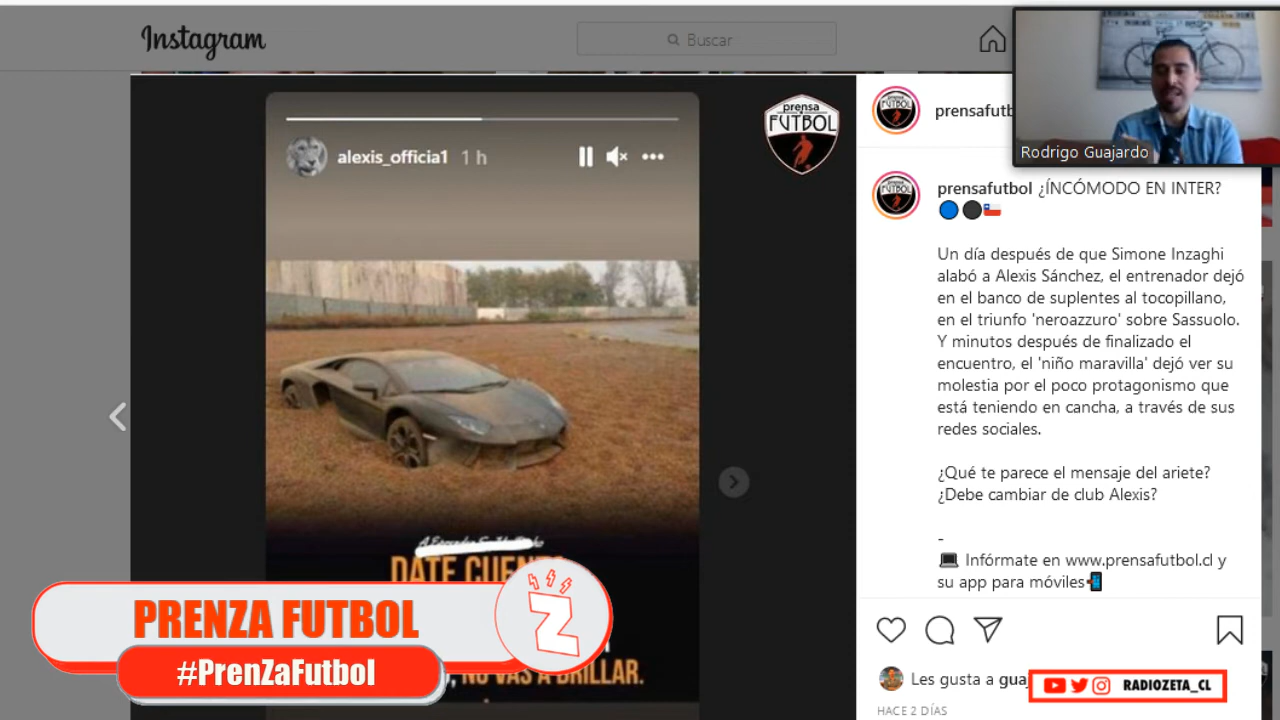 Instagram
Buscar
prensa
FÚTBOL
alexis_officia1 1 h
prensafutb
Rodrigo Guajardo
prensafutbol ¿ÍNCÓMODO EN INTER?
Un día después de que Simone Inzaghi
alabó a Alexis Sánchez, el entrenador dejó
en el banco de suplentes al tocopillano,
en el triunfo 'neroazzuro' sobre Sassuolo.
Y minutos después de finalizado el
encuentro, el 'niño maravilla' dejó ver su
molestia por el poco protagonismo que
está teniendo en cancha, a través de sus
redes sociales.
¿Qué te parece el mensaje del ariete?
¿Debe cambiar de club Alexis?
-
Infórmate en www.prensafutbol.cl y
su app para móviles
DATE
NO VAS A BRILLAR.
PRENZA FUTBOL
#PrenZaFutbol
Les gusta a
RADIOZETA_CL
HACE 2 DÍAS